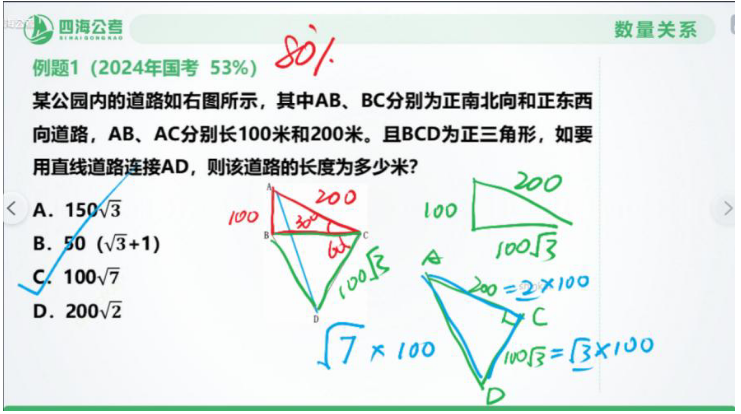 四海公考
SIHAIGONGKAO
数量关系
80%
例题1（2024年国考 53%）
某公园内的道路如右图所示，其中AB、BC分别为正南北向和正东西
向道路，AB、AC分别长100米和200米。且BCD为正三角形，如要
用直线道路连接AD，则该道路的长度为多少米？
A. 150√3
B. 50（√3+1）
C. 100√7
D. 200√2
A
200
100
30°
B
C
60
100√3
D
√7 × 100
200
100
100√3
A
200 = 2×100
C
100√3 = √3×100
D